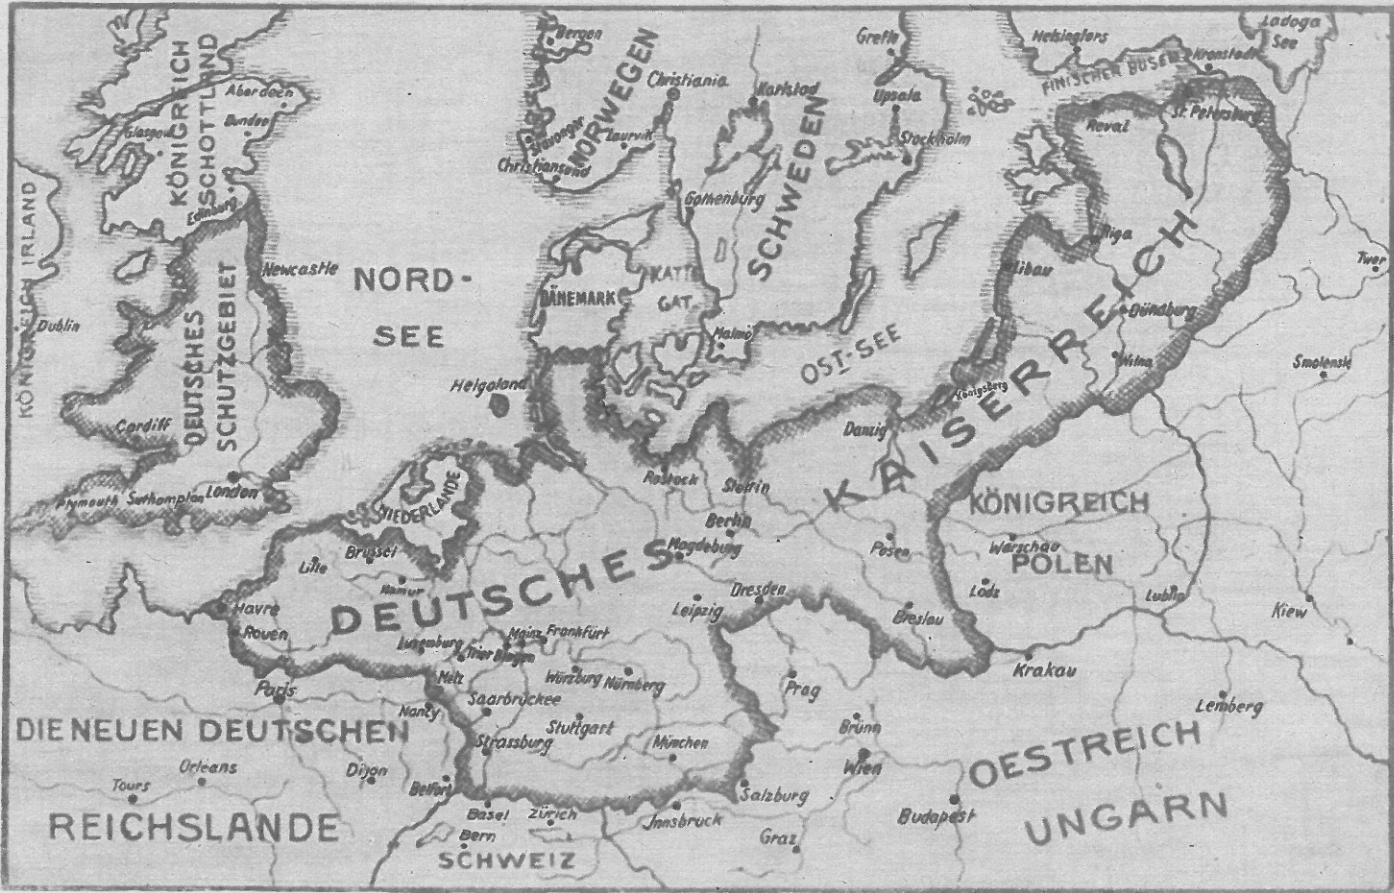 KÖNIGREICH
SCHOTTLAND
Aberdeen
Dundee
Glasgow
Edinburg
KÖNIGREICH IRLAND
Dublin
Newcastle
DEUTSCHES
SCHUTZGEBIET
Cardiff
London
Plymouth
Suthampton
NORD-
SEE
Helgoland
Bergen
NORWEGEN
Christiania
Stavanger
Laurvik
Christiansand
Karlstad
Grefle
Upsala
Stockholm
SCHWEDEN
Gothenburg
KATTE
GAT
DÄNEMARK
Malmö
OST-SEE
Helsingfors
FINISCHER BUSEN
Kronstadt
Ladoga
See
Reval
St. Petersburg
Riga
Libau
Dünaburg
Wilna
Königsberg
Twer
Smolensk
Kiew
Danzig
Rostock
Stettin
Berlin
Magdeburg
Posen
Dresden
Leipzig
Breslau
DEUTSCHES KAISERREICH
NIEDERLANDE
Brüssel
Lille
Namur
Havre
Rouen
Paris
Luxenburg
Trier
Bingen
Mainz
Frankfurt
Metz
Nancy
Saarbrückee
Würzburg
Nürnberg
Stuttgart
Strassburg
München
Belfort
Basel
Zürich
Bern
SCHWEIZ
Innsbruck
Salzburg
DIE NEUEN DEUTSCHEN
REICHSLANDE
Orleans
Tours
Dijon
KÖNIGREICH
POLEN
Warschau
Lodz
Lublin
Krakau
Lemberg
Prag
Brünn
Wien
Graz
Budapest
OESTREICH
UNGARN